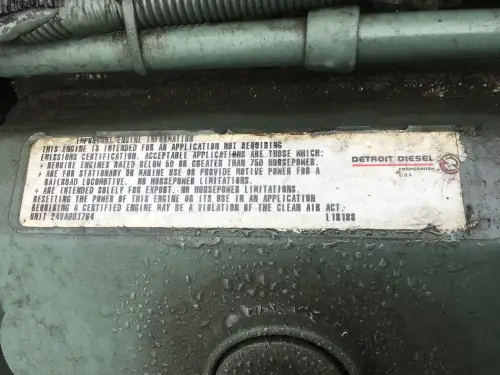 IMPORTANT ENGINE INFORMATION
THIS ENGINE IS INTENDED FOR AN APPLICATION NOT REQUIRING
EMISSIONS CERTIFICATION. ACCEPTABLE APPLICATIONS ARE THOSE WHICH:
+ REQUIRE ENGINES RATED BELOW 50 OR GREATER THAN 750 HORSEPOWER.
+ ARE FOR STATIONARY OR MARINE USE OR PROVIDE MOTIVE POWER FOR A
RAILROAD LOCOMOTIVE. NO HORSEPOWER LIMITATIONS.
+ ARE INTENDED SOLELY FOR EXPORT. NO HORSEPOWER LIMITATIONS.
RESETTING THE POWER OF THIS ENGINE OR ITS USE IN AN APPLICATION
REQUIRING A CERTIFIED ENGINE MAY BE A VIOLATION OF THE CLEAN AIR ACT.
UNIT 24VA001784 L10188
DETROIT DIESEL
CORPORATION
USA